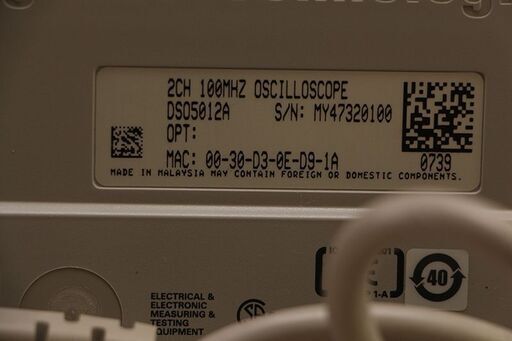 2CH 100MHZ OSCILLOSCOPE
DSO5012A S/N: MY47320100
OPT:
MAC: 00-30-D3-0E-D9-1A
0739
MADE IN MALAYSIA MAY CONTAIN FOREIGN OR DOMESTIC COMPONENTS.
40
ELECTRICAL &
ELECTRONIC
MEASURING &
TESTING
EQUIPMENT